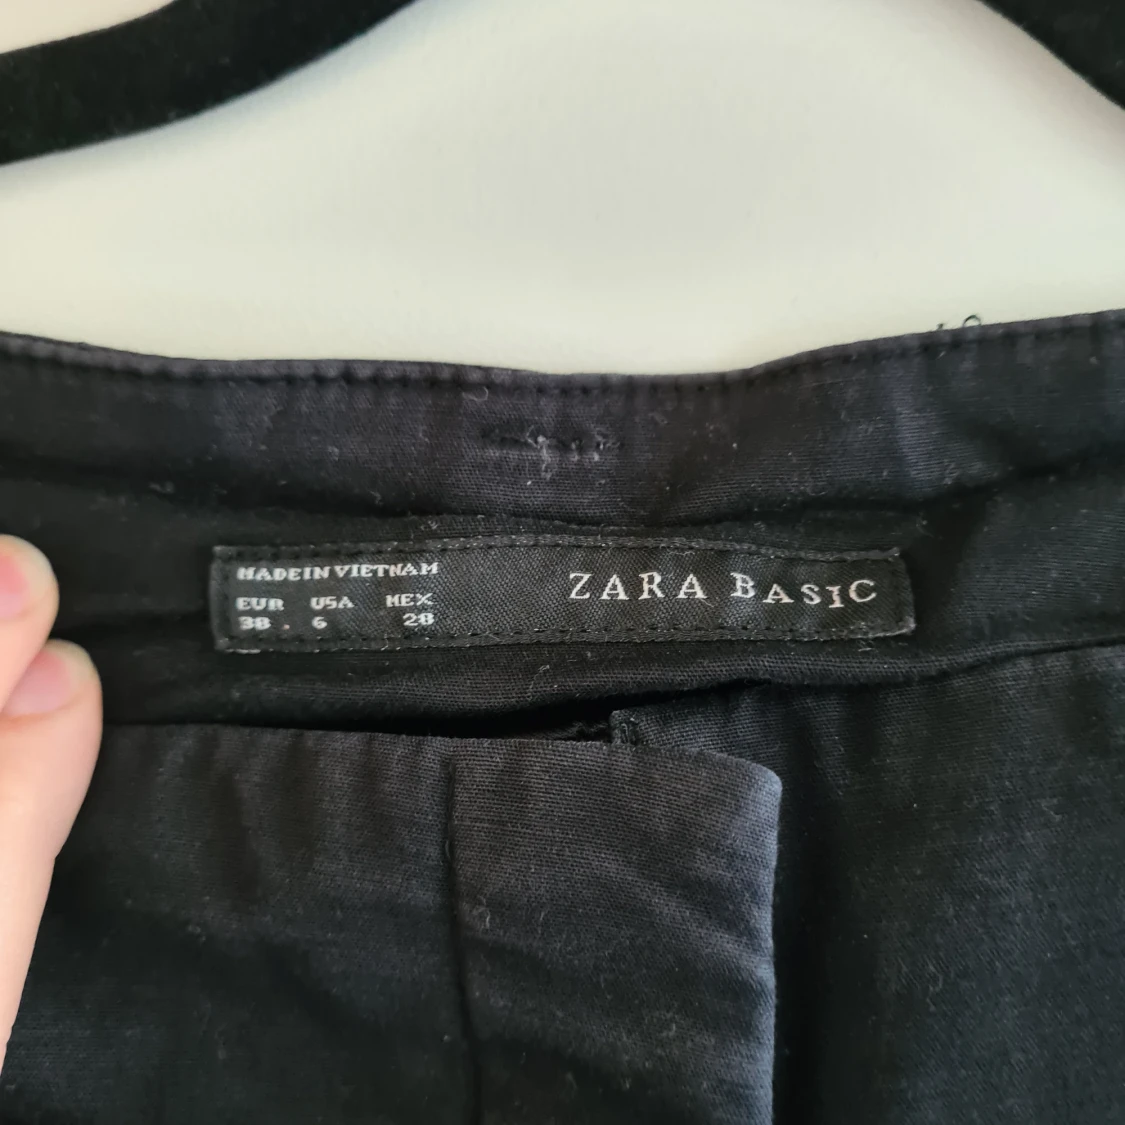 MADE IN VIETNAM
EUR USA MEX
38 . 6 28
ZARA BASIC